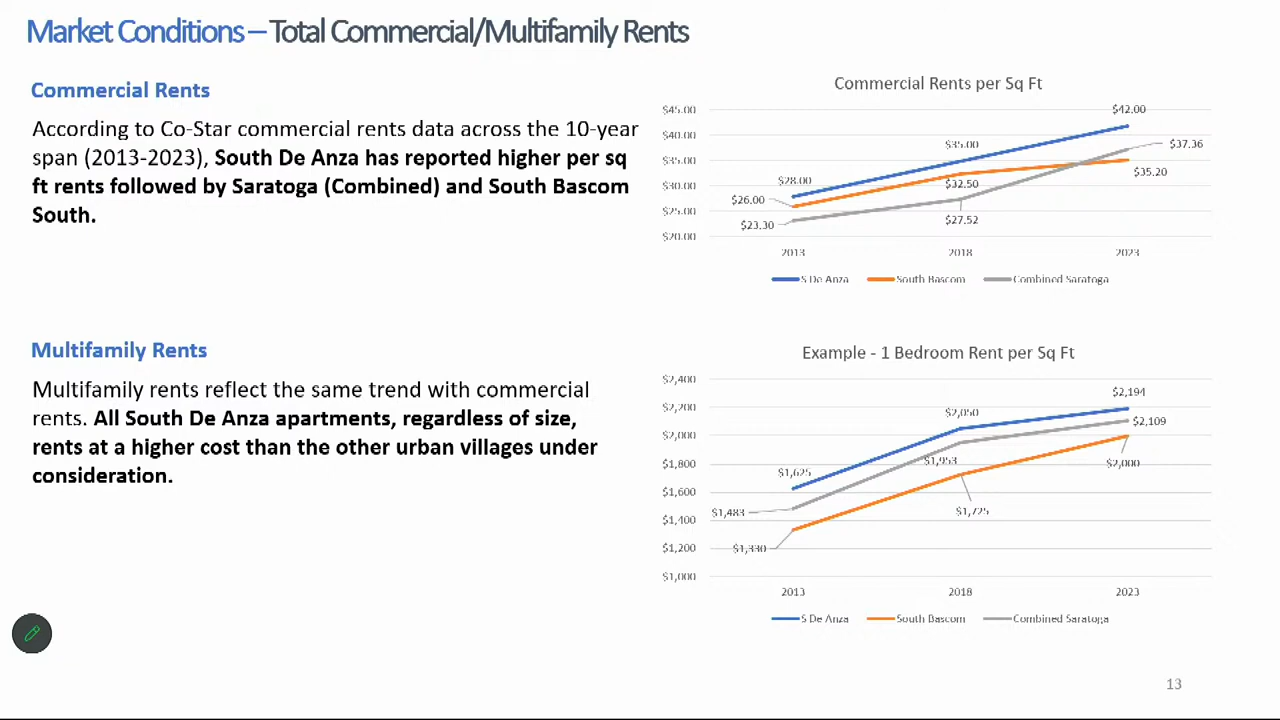 Market Conditions – Total Commercial/Multifamily Rents
Commercial Rents
According to Co-Star commercial rents data across the 10-year
span (2013-2023), South De Anza has reported higher per sq
ft rents followed by Saratoga (Combined) and South Bascom
South.
Commercial Rents per Sq Ft
$45.00
$40.00
$35.00
$30.00
$25.00
$20.00
$28.00
$35.00
$42.00
$26.00
$32.50
$35.20
$23.30
$27.52
$37.36
2013
2018
2023
S De Anza
South Bascom
Combined Saratoga
Multifamily Rents
Multifamily rents reflect the same trend with commercial
rents. All South De Anza apartments, regardless of size,
rents at a higher cost than the other urban villages under
consideration.
Example - 1 Bedroom Rent per Sq Ft
$2,400
$2,200
$2,000
$1,800
$1,600
$1,400
$1,200
$1,000
$1,625
$2,050
$2,194
$1,483
$1,953
$2,109
$1,330
$1,725
$2,000
2013
2018
2023
S De Anza
South Bascom
Combined Saratoga
13